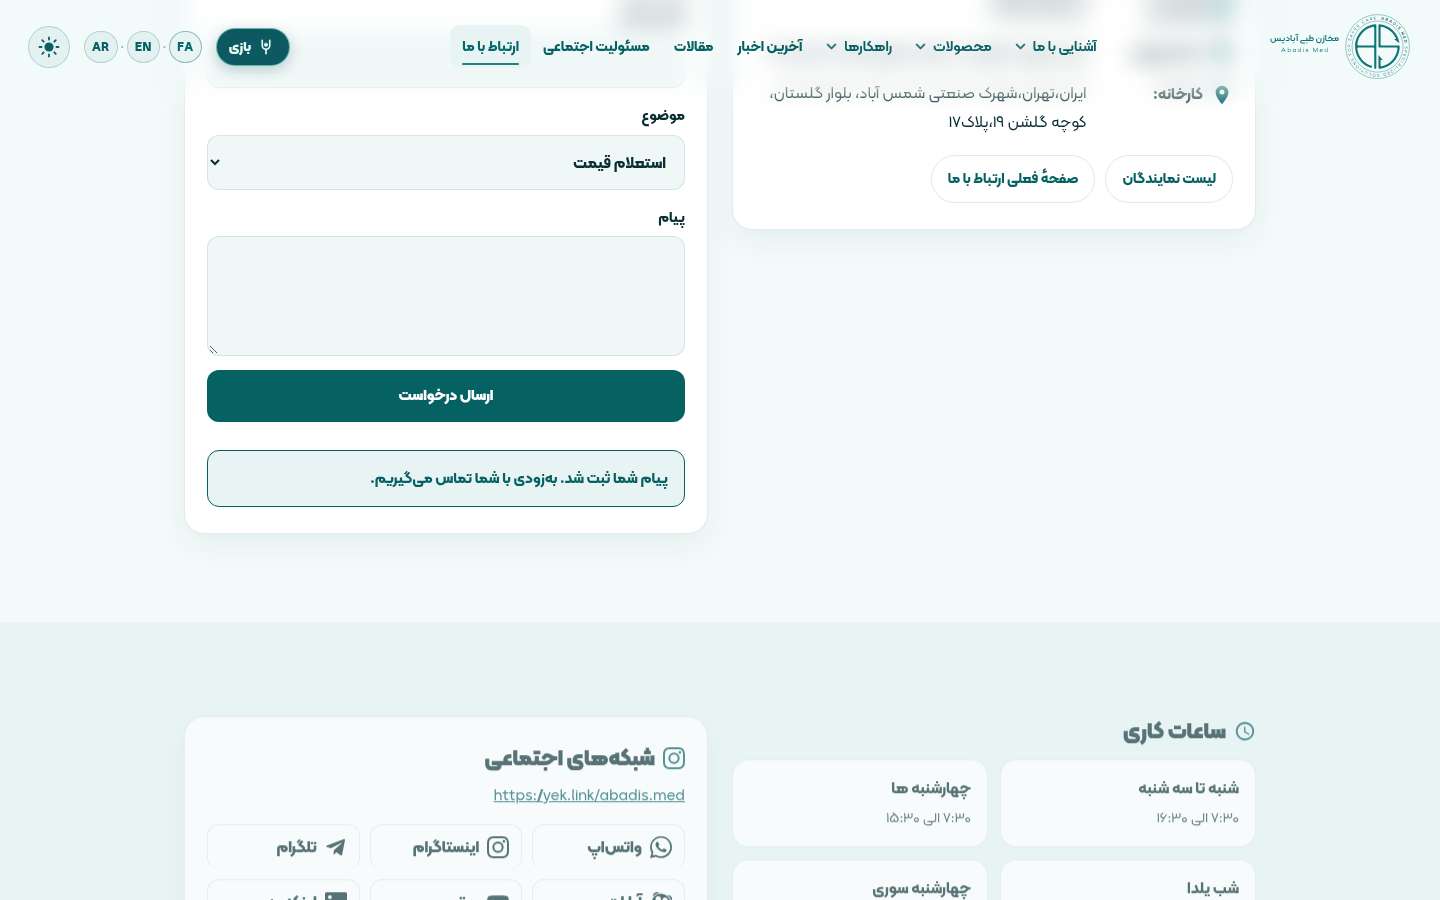 مخازن طبی آبادیس
Abadis Med
آشنایی با ما
محصولات
راهکارها
آخرین اخبار
مقالات
مسئولیت اجتماعی
ارتباط با ما
بازی
FA · EN · AR
کارخانه:
ایران،تهران،شهرک صنعتی شمس آباد، بلوار گلستان،
کوچه گلشن ۱۹،پلاک۱۷
لیست نمایندگان
صفحهٔ فعلی ارتباط با ما
موضوع
استعلام قیمت
پیام
ارسال درخواست
پیام شما ثبت شد. به‌زودی با شما تماس می‌گیریم.
ساعات کاری
شنبه تا سه شنبه
۷:۳۰ الی ۱۶:۳۰
چهارشنبه ها
۷:۳۰ الی ۱۵:۳۰
شب یلدا
چهارشنبه سوری
شبکه‌های اجتماعی
https://yek.link/abadis.med
واتس‌اپ
اینستاگرام
تلگرام